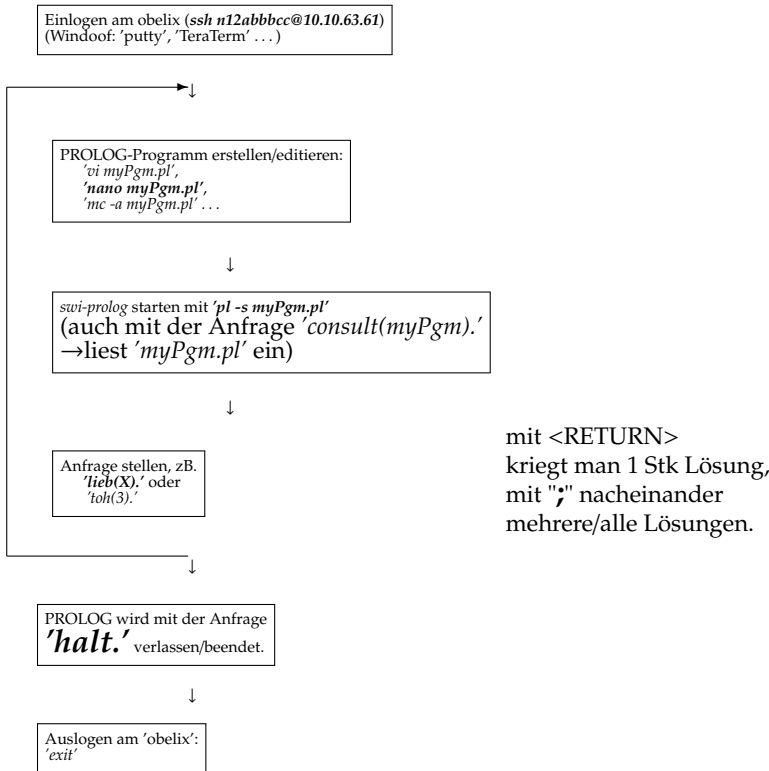 Einlogen am obelix (ssh n12abbbcc@10.10.63.61)
(Windoof: 'putty', 'TeraTerm' . . . )
↓
PROLOG-Programm erstellen/editieren:
'vi myPgm.pl',
'nano myPgm.pl',
'mc -a myPgm.pl' . . .
↓
swi-prolog starten mit 'pl -s myPgm.pl'
(auch mit der Anfrage 'consult(myPgm).'
→liest 'myPgm.pl' ein)
↓
Anfrage stellen, zB.
'lieb(X).' oder
'toh(3).'
mit <RETURN>
kriegt man 1 Stk Lösung,
mit ";" nacheinander
mehrere/alle Lösungen.
↓
PROLOG wird mit der Anfrage
'halt.' verlassen/beendet.
↓
Auslogen am 'obelix':
'exit'